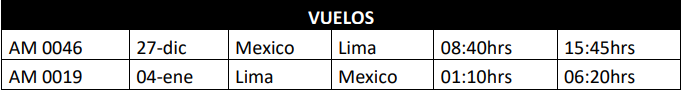 VUELOS
AM 0046 27-dic Mexico Lima 08:40hrs 15:45hrs
AM 0019 04-ene Lima Mexico 01:10hrs 06:20hrs